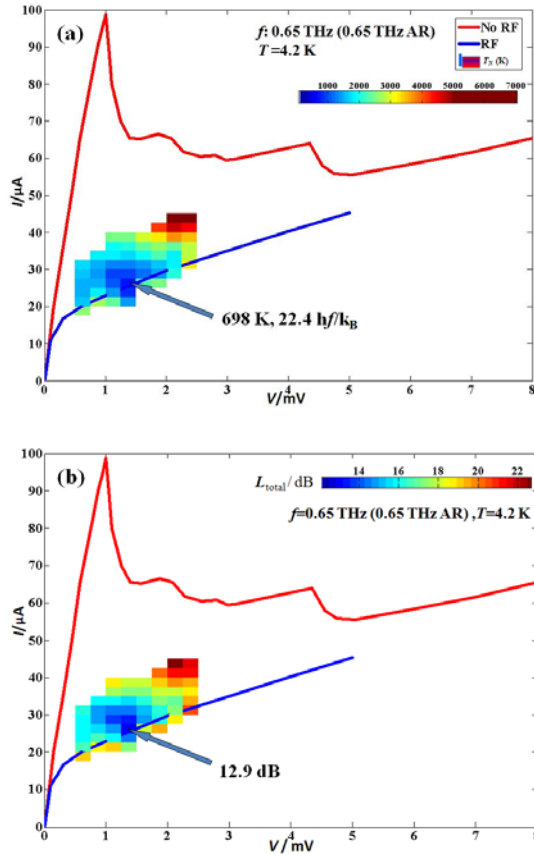 (a)
f: 0.65 THz (0.65 THz AR)
T =4.2 K
No RF
RF
T_N (K)
1000 2000 3000 4000 5000 6000 7000
100
90
80
70
60
50
40
30
20
10
0
I/μA
698 K, 22.4 hf/k_B
0 1 2 3 4 5 6 7 8
V/mV
(b)
L_total / dB
14 16 18 20 22
f=0.65 THz (0.65 THz AR) ,T=4.2 K
100
90
80
70
60
50
40
30
20
10
0
I/μA
12.9 dB
0 1 2 3 4 5 6 7 8
V/mV